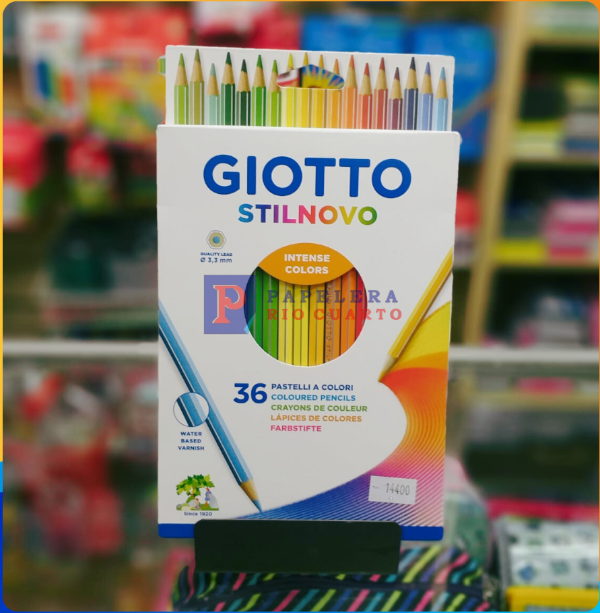 GIOTTO
STILNOVO
QUALITY LEAD
Ø 3,3 mm
INTENSE
COLORS
P PAPELERA
RIO CUARTO
36 PASTELLI A COLORI
COLOURED PENCILS
CRAYONS DE COULEUR
LÁPICES DE COLORES
FARBSTIFTE
WATER
BASED
VARNISH
14400
Since 1920